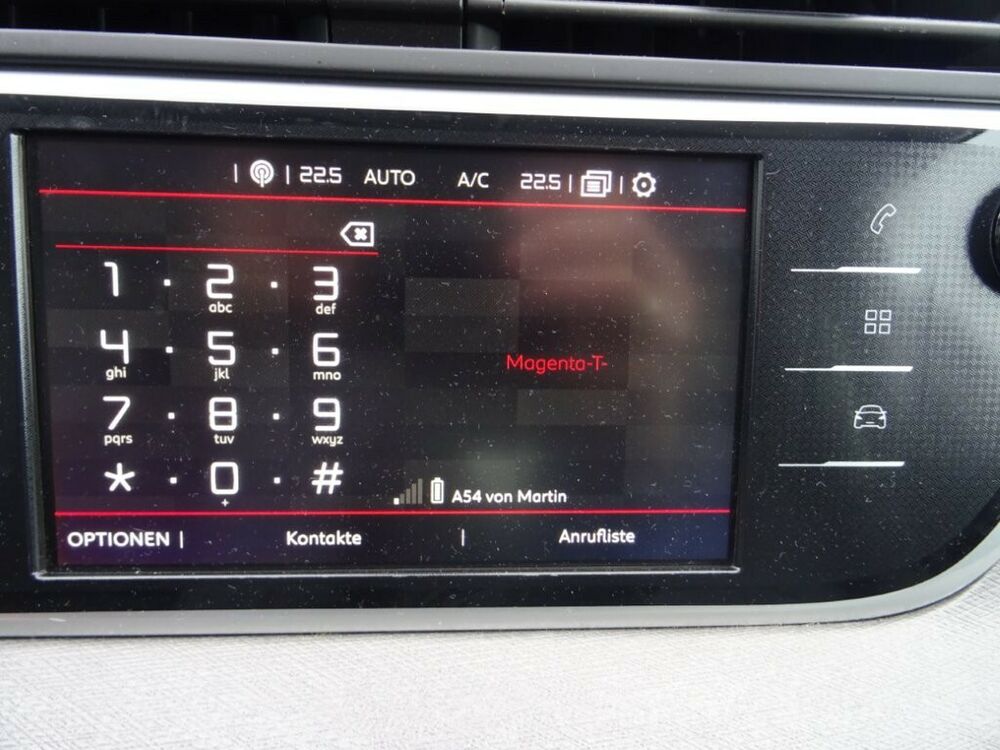 | | 22.5 AUTO A/C 22.5 | |
1 · 2 · 3
abc def
4 · 5 · 6
ghi jkl mno
Magenta-T-
7 · 8 · 9
pqrs tuv wxyz
* · 0 · #
+
A54 von Martin
OPTIONEN | Kontakte | Anrufliste